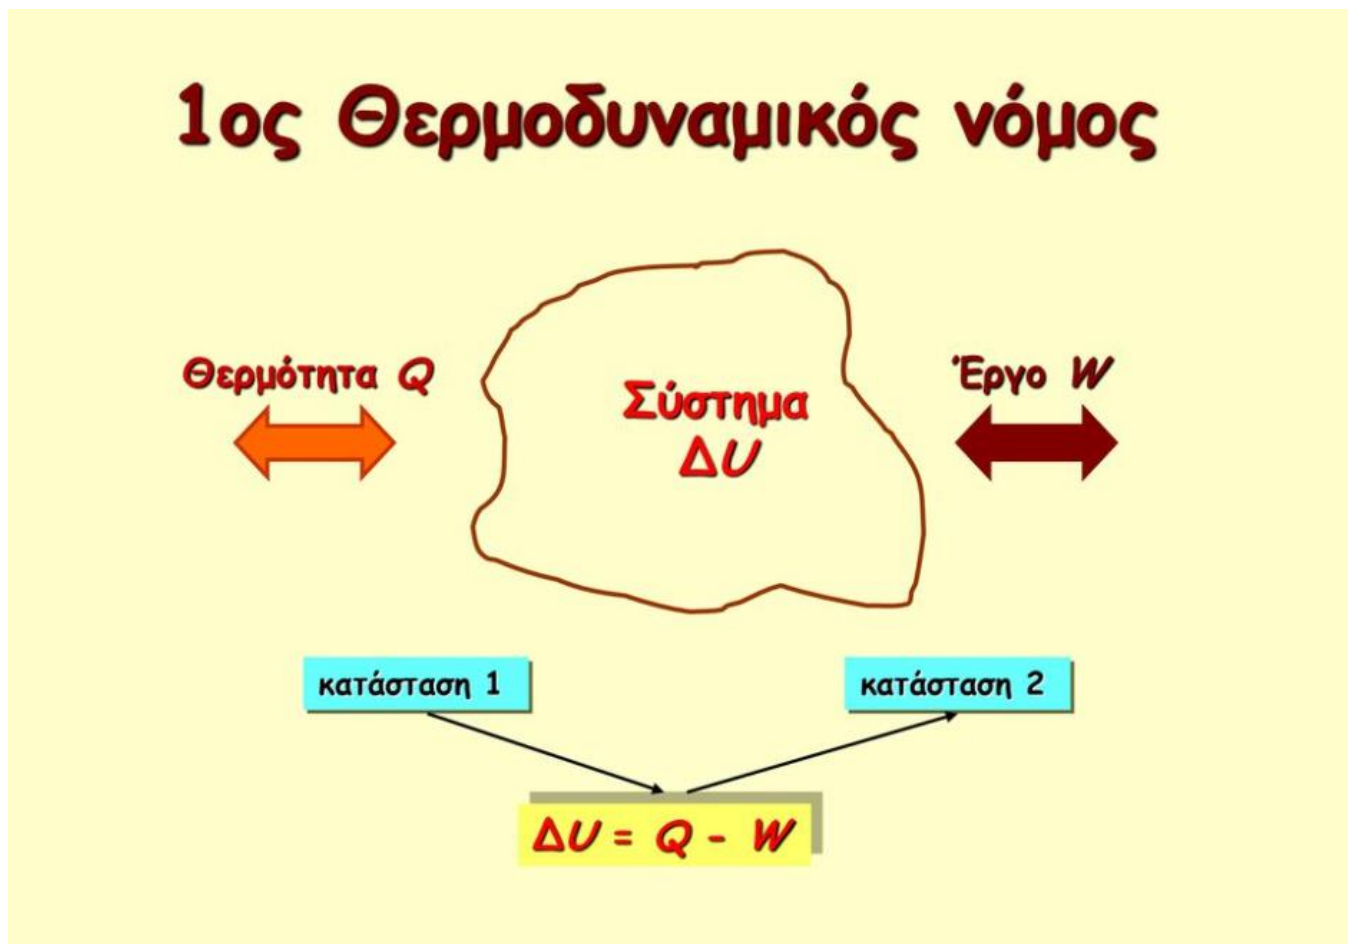 1ος Θερμοδυναμικός νόμος
Θερμότητα Q
Έργο W
Σύστημα
ΔU
κατάσταση 1
κατάσταση 2
ΔU = Q - W